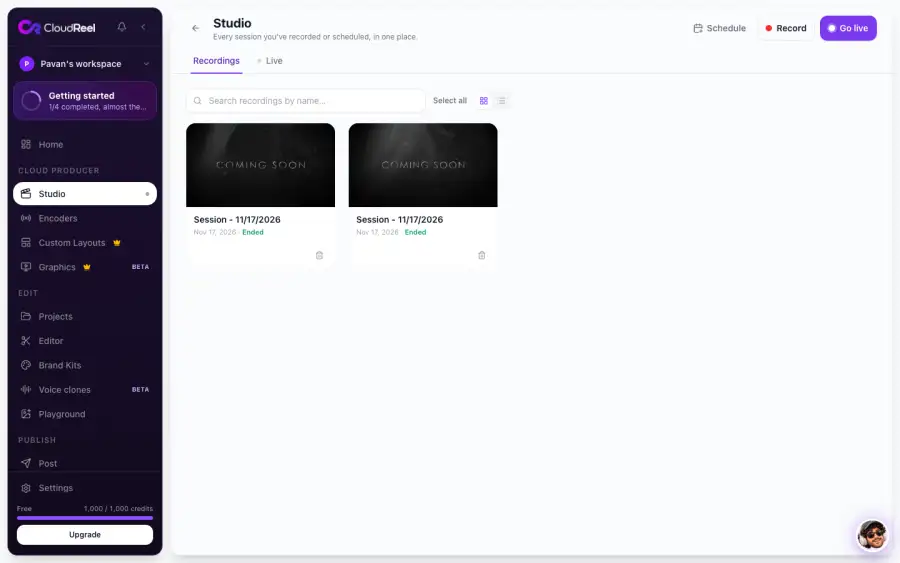 CloudReel
P Pavan's workspace
Getting started
1/4 completed, almost the...
Home
CLOUD PRODUCER
Studio
Encoders
Custom Layouts
Graphics BETA
EDIT
Projects
Editor
Brand Kits
Voice clones BETA
Playground
PUBLISH
Post
Settings
Free 1,000 / 1,000 credits
Upgrade
Studio
Every session you've recorded or scheduled, in one place.
Schedule Record Go live
Recordings Live
Search recordings by name... Select all
COMING SOON
Session - 11/17/2026
Nov 17, 2026 · Ended
COMING SOON
Session - 11/17/2026
Nov 17, 2026 · Ended